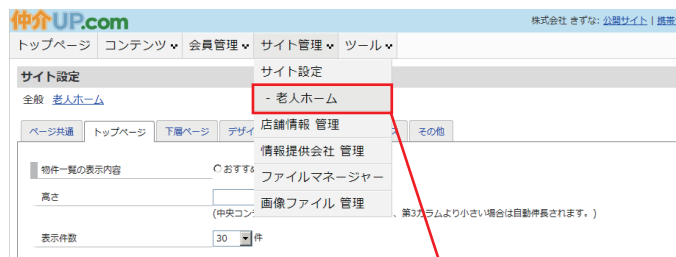 仲介UP.com
株式会社 きずな: 公開サイト | 携帯
トップページ コンテンツ 会員管理 サイト管理 ツール
サイト設定
全般 老人ホーム
サイト設定
- 老人ホーム
店舗情報 管理
情報提供会社 管理
ファイルマネージャー
画像ファイル 管理
ページ共通 トップページ 下層ページ デザイ その他
物件一覧の表示内容 おすす
高さ
(中央コン 、第3カラムより小さい場合は自動伸長されます。)
表示件数 30 件